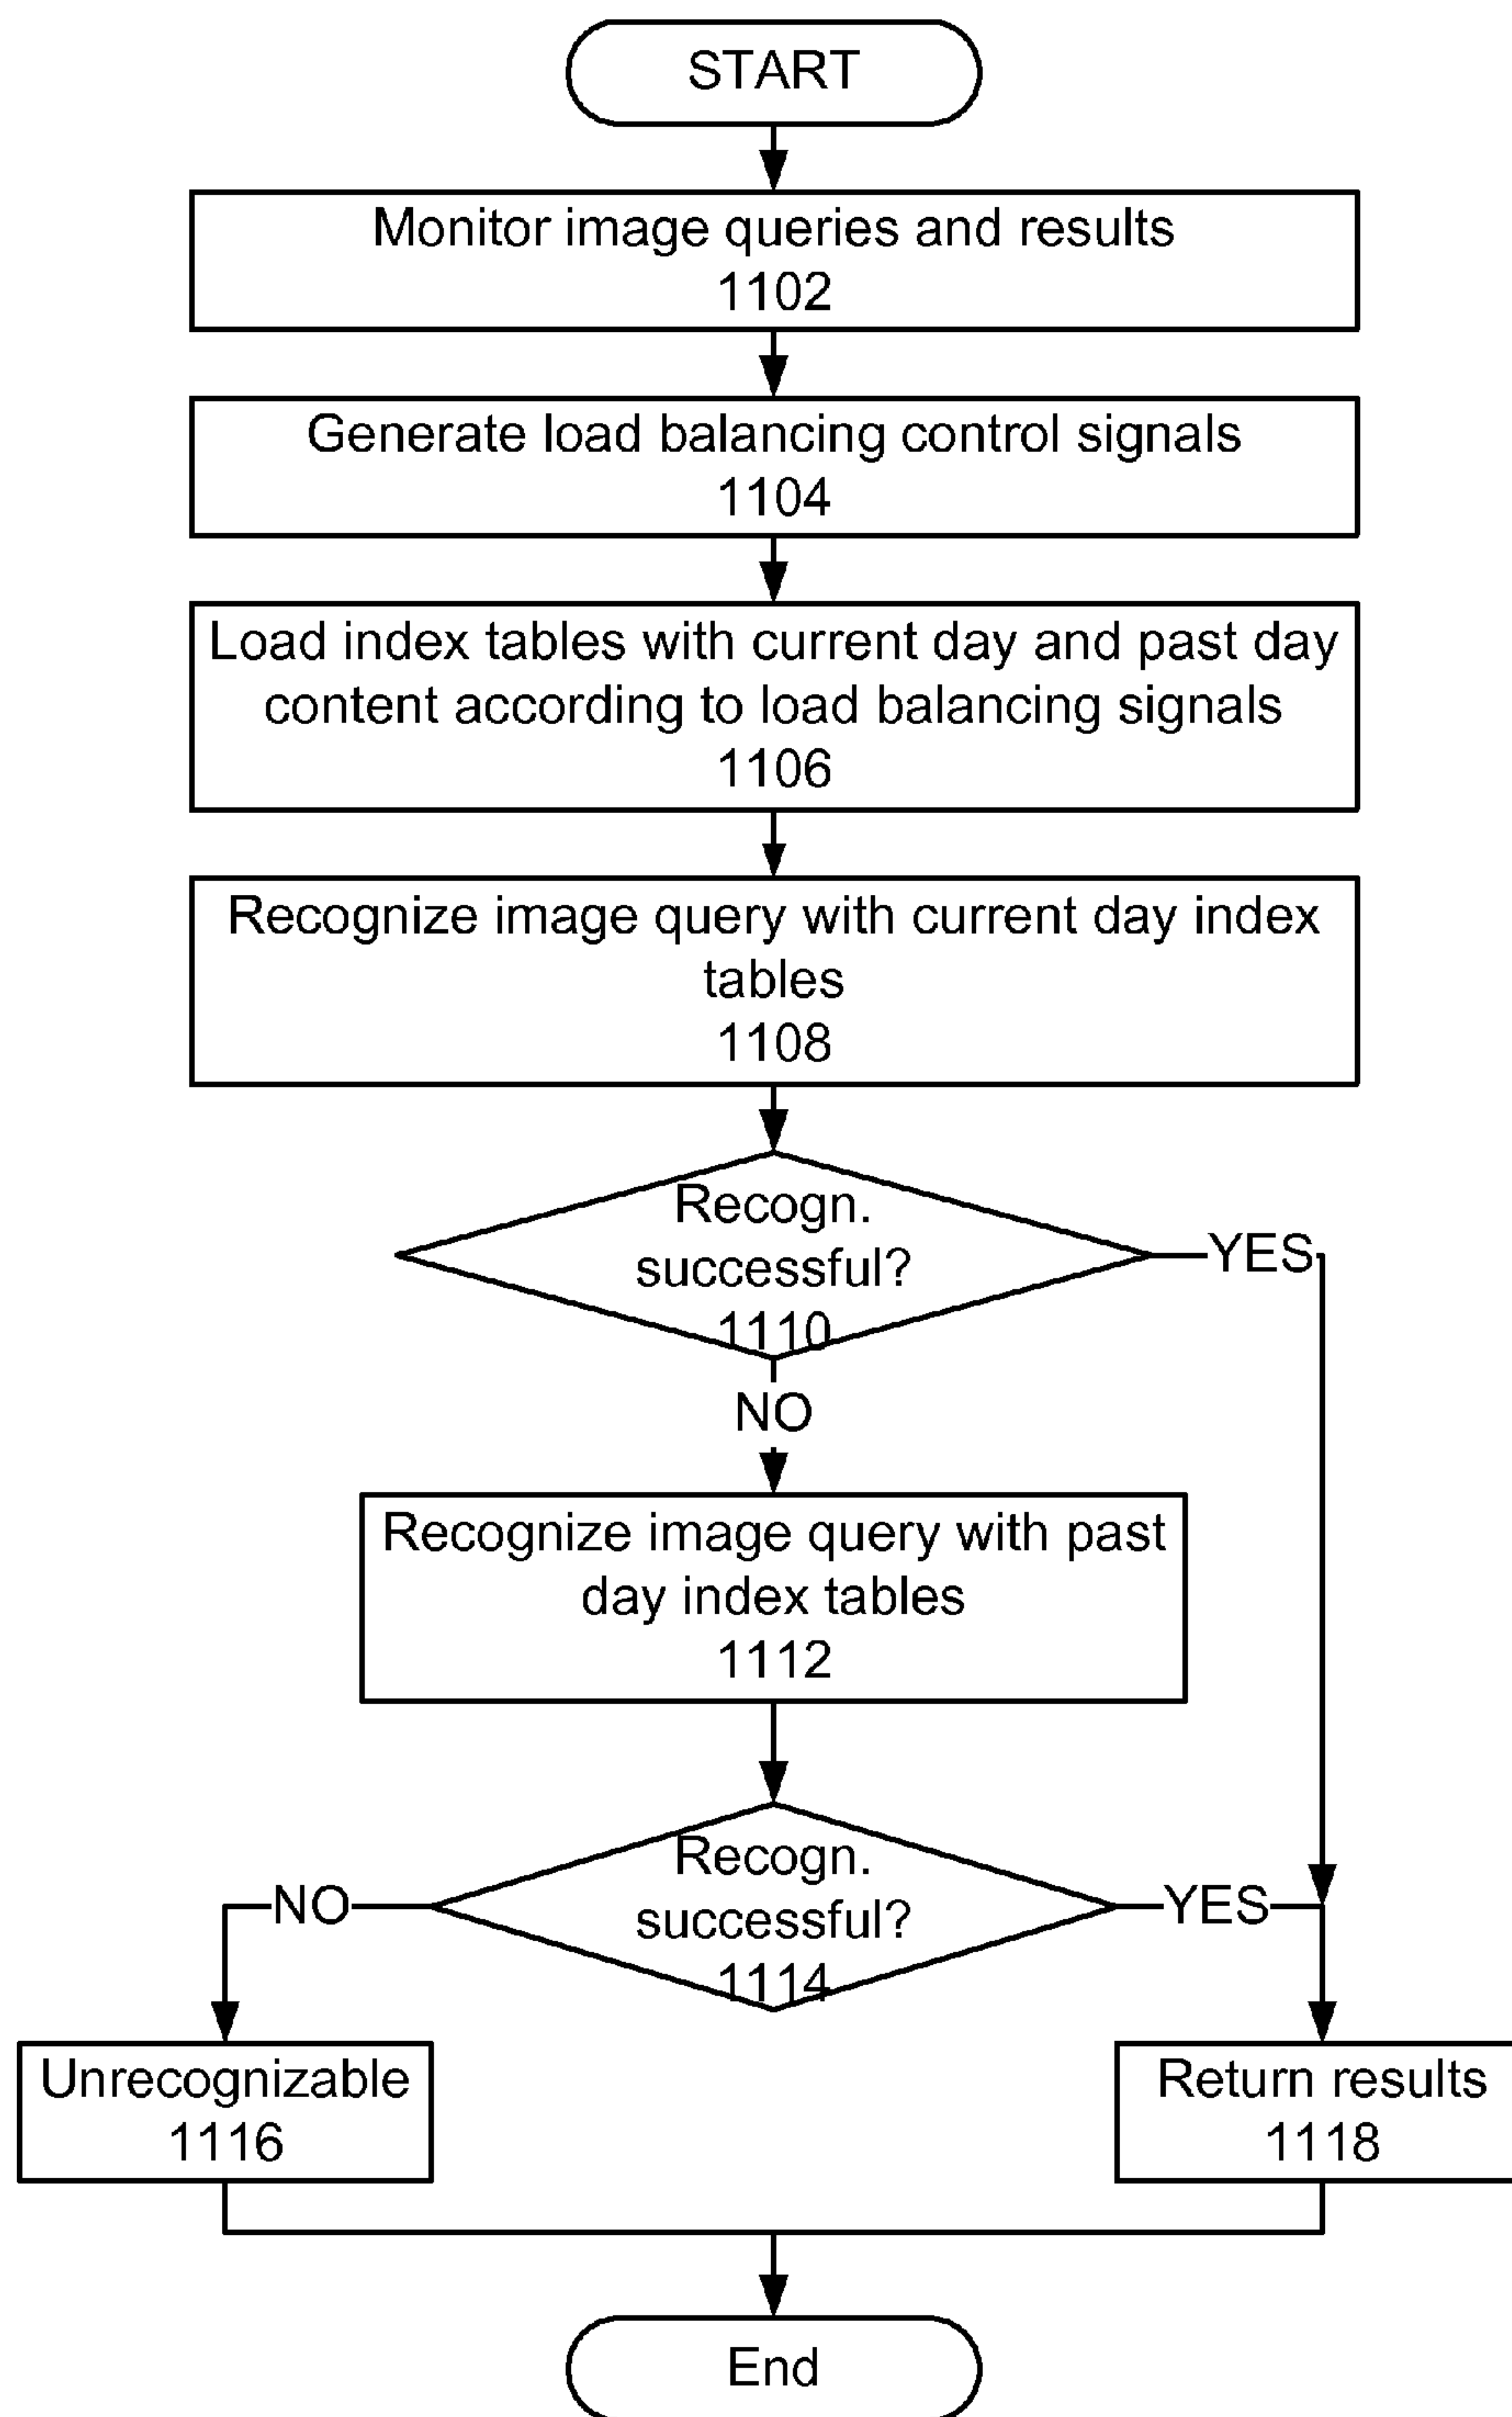 START
Monitor image queries and results
1102
Generate load balancing control signals
1104
Load index tables with current day and past day
content according to load balancing signals
1106
Recognize image query with current day index
tables
1108
Recogn.
successful?
1110
YES
NO
Recognize image query with past
day index tables
1112
Recogn.
successful?
1114
NO
YES
Unrecognizable
1116
Return results
1118
End